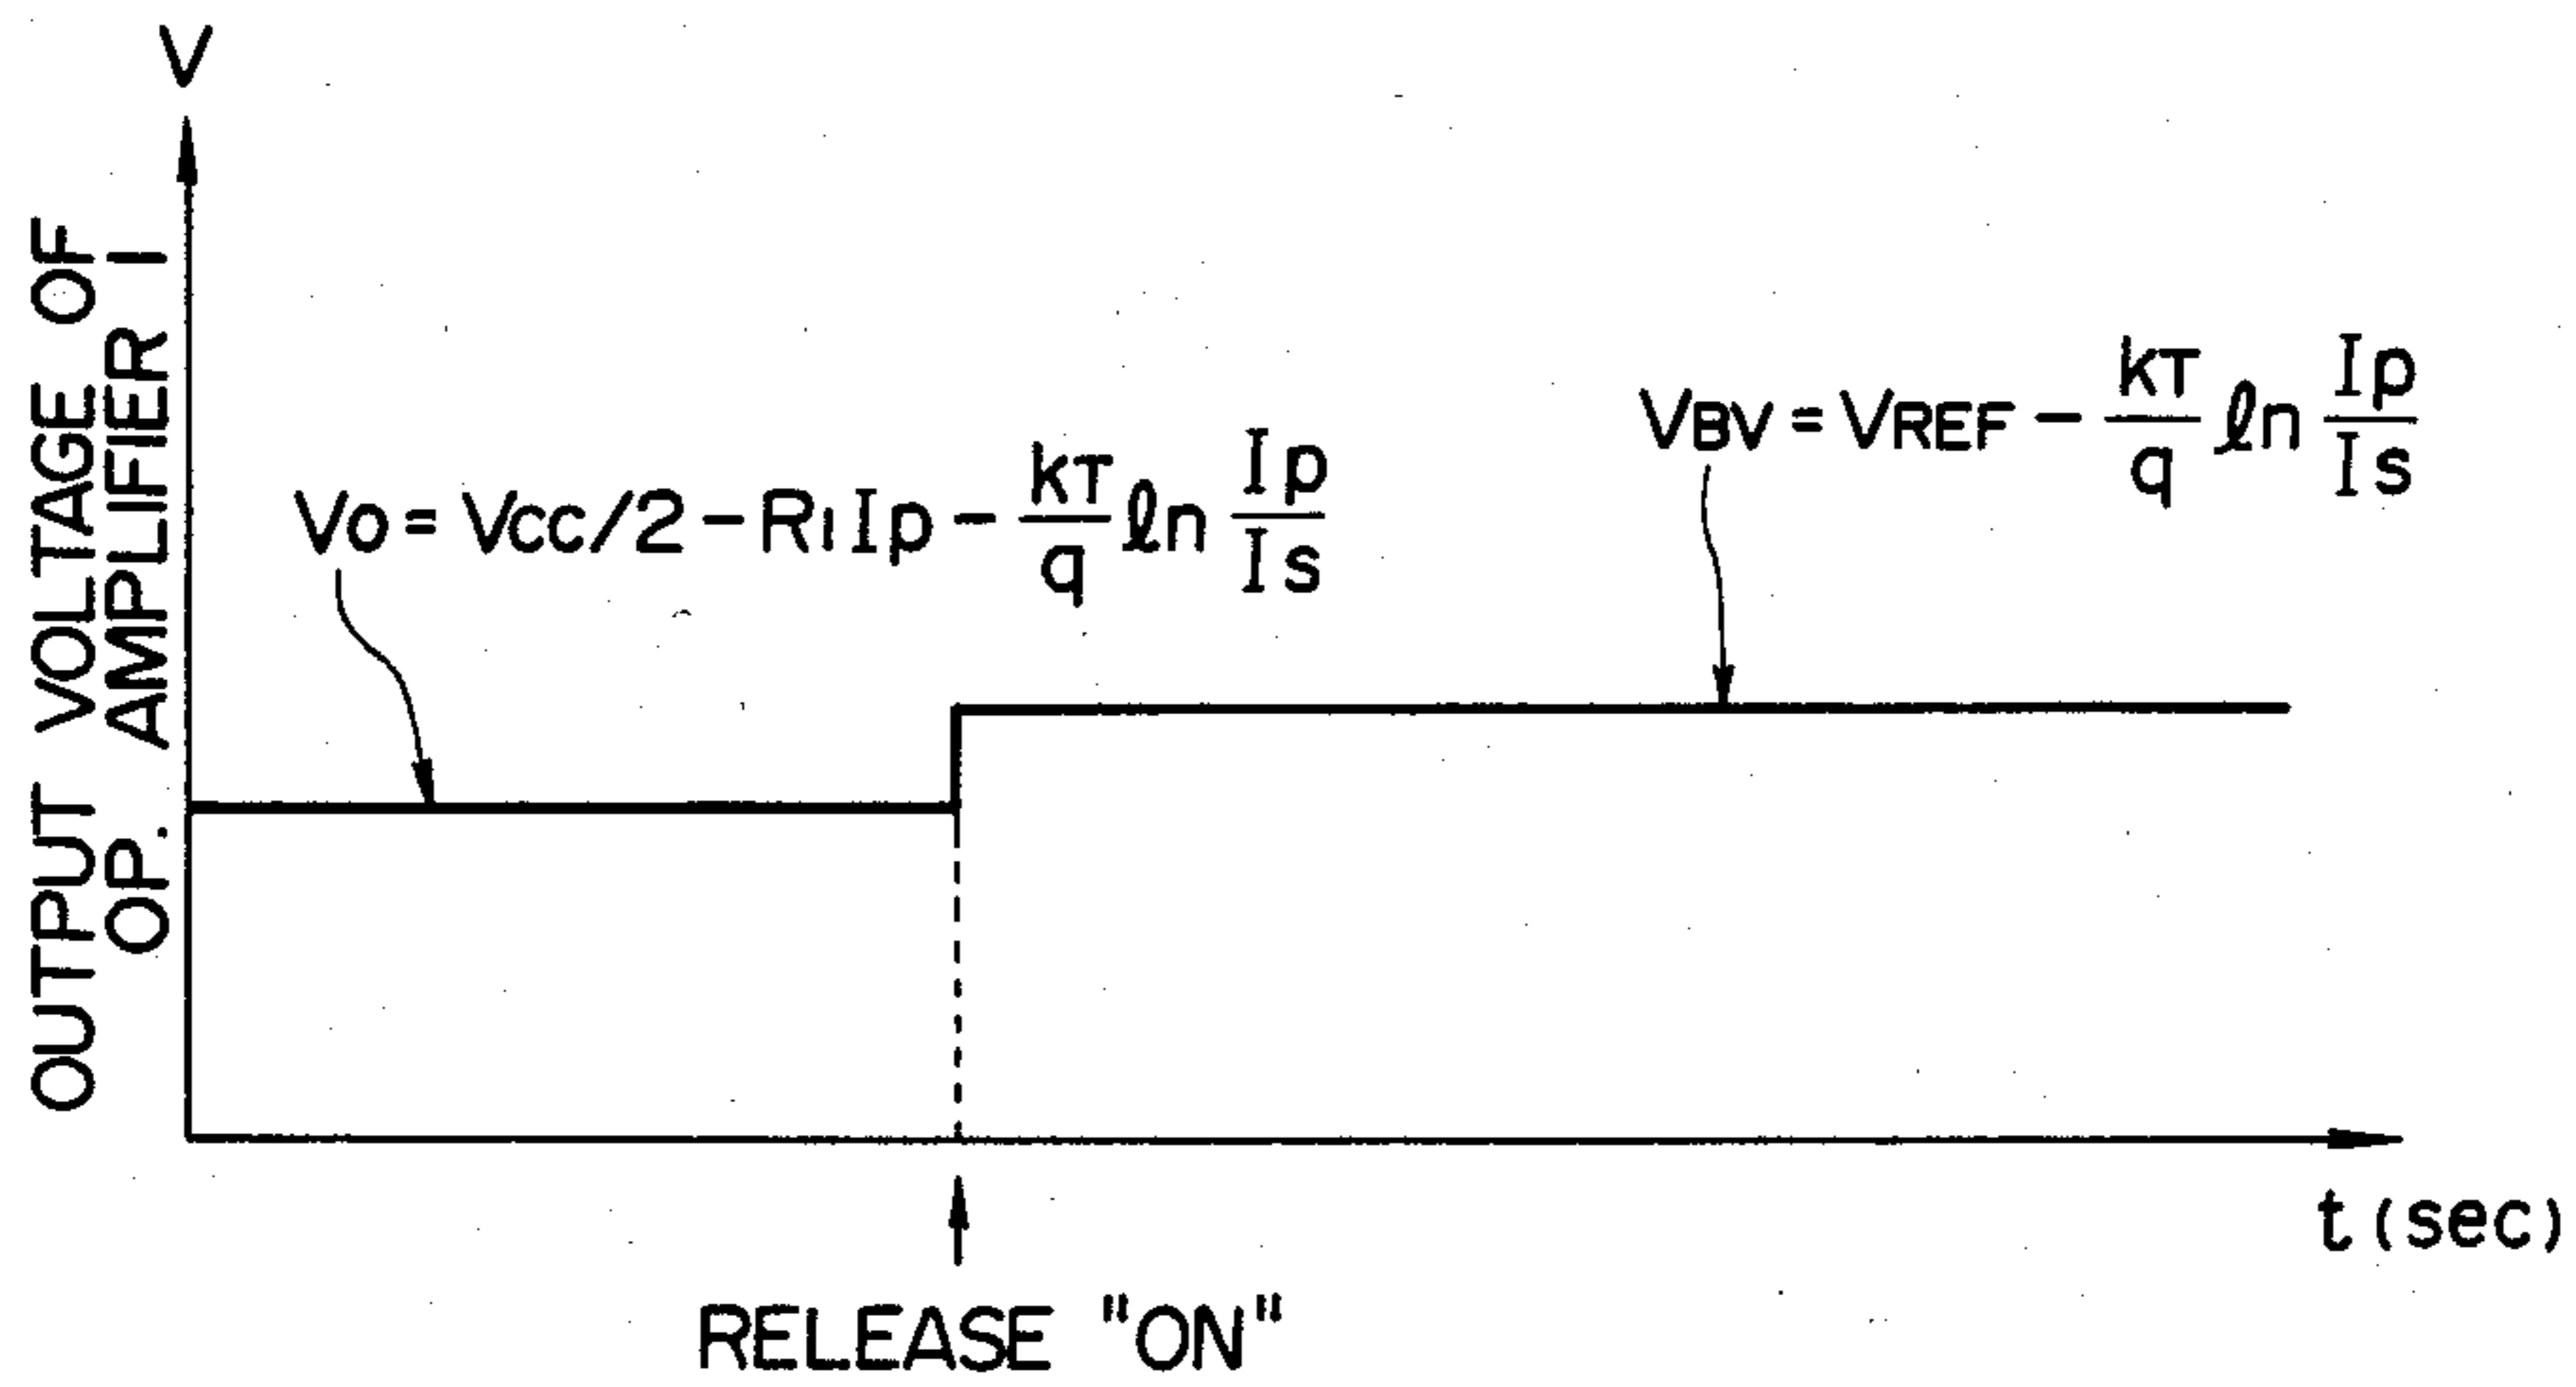 V
OUTPUT VOLTAGE OF
OP. AMPLIFIER 1
VO = VCC/2 - R1 Ip - kT/q ln Ip/Is
VBV = VREF - kT/q ln Ip/Is
t (sec)
RELEASE "ON"